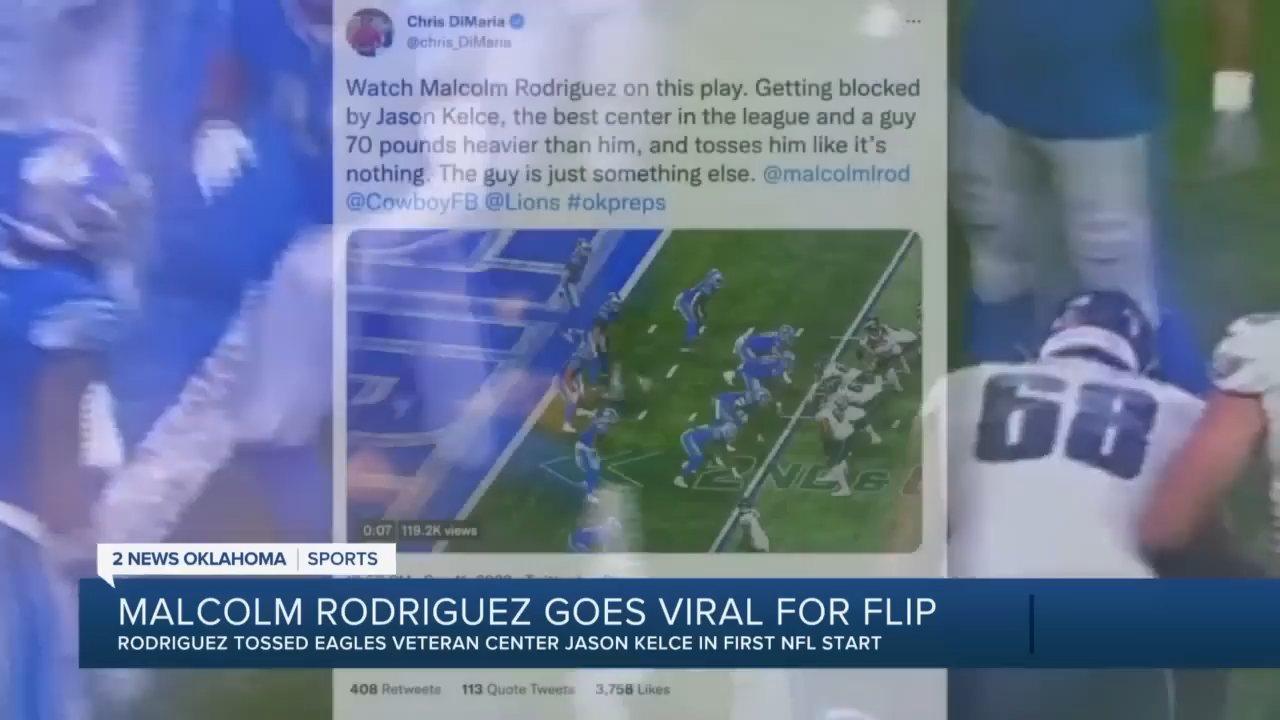 Chris DiMaria
@chris_DiMaria
Watch Malcolm Rodriguez on this play. Getting blocked
by Jason Kelce, the best center in the league and a guy
70 pounds heavier than him, and tosses him like it's
nothing. The guy is just something else. @malcolmlrod
@CowboyFB @Lions #okpreps
2ND &
68
0:07 119.2K views
2 NEWS OKLAHOMA | SPORTS
MALCOLM RODRIGUEZ GOES VIRAL FOR FLIP
RODRIGUEZ TOSSED EAGLES VETERAN CENTER JASON KELCE IN FIRST NFL START
408 Retweets 113 Quote Tweets 3,758 Likes